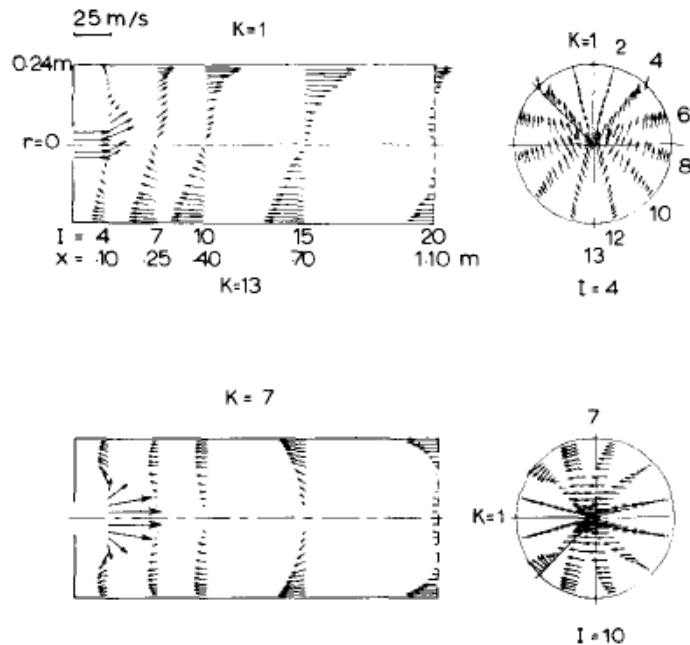 25 m/s
K=1
0.24m
r=0
I = 4 7 10 15 20
x = .10 .25 .40 .70 1.10 m
K=13
K=1 2 4
6
8
10
12
13
I=4
K= 7
7
K=1
I=10